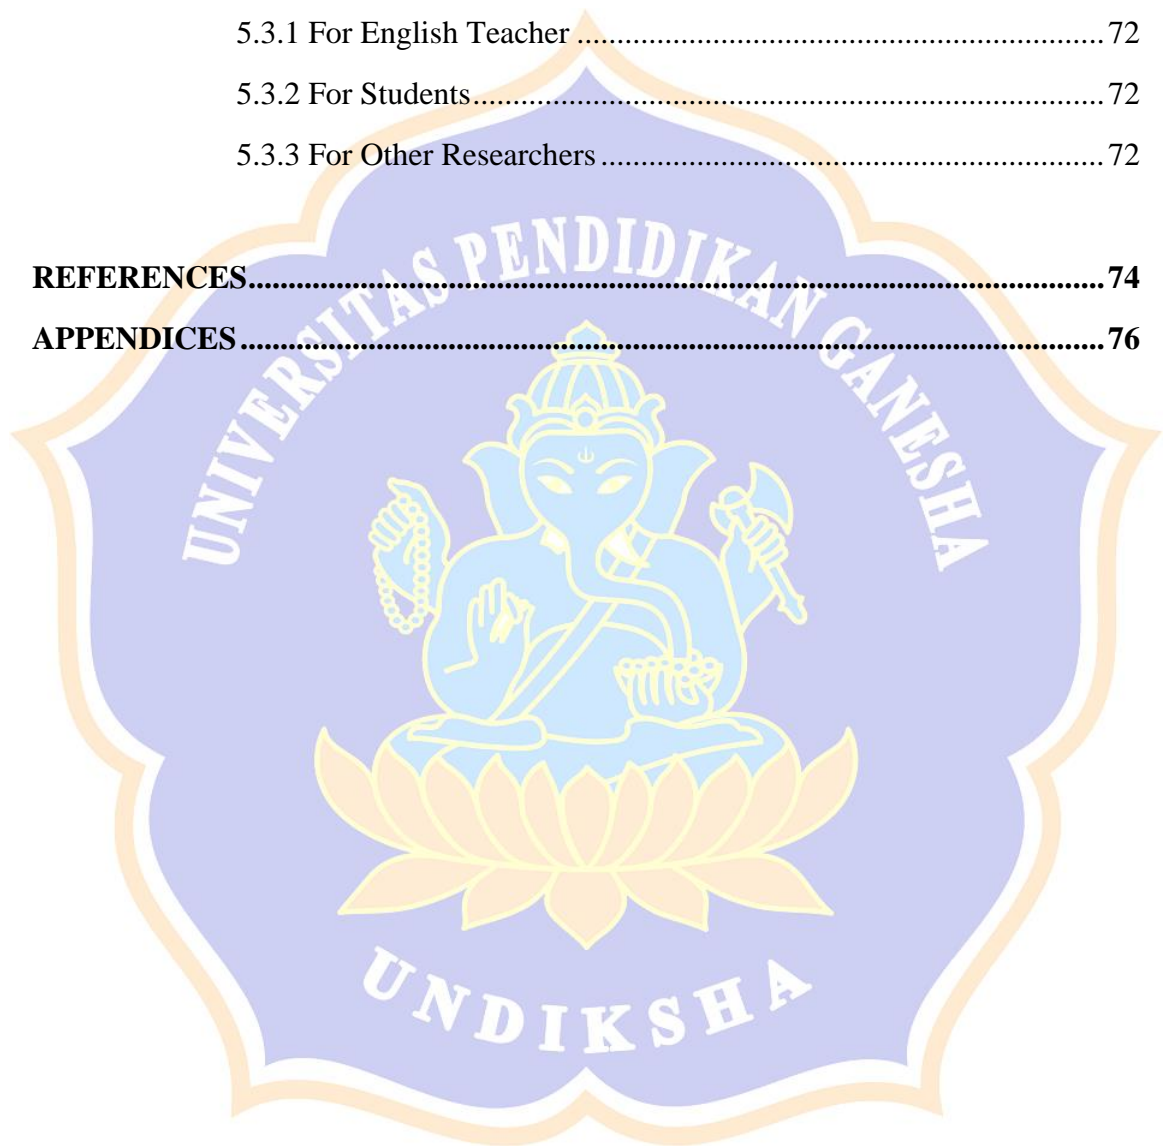 5.3.1 For English Teacher ................................................................. 72
5.3.2 For Students.............................................................................. 72
5.3.3 For Other Researchers .............................................................. 72
REFERENCES......................................................................................................... 74
APPENDICES ......................................................................................................... 76
UNIVERSITAS PENDIDIKAN GANESHA
UNDIKSHA